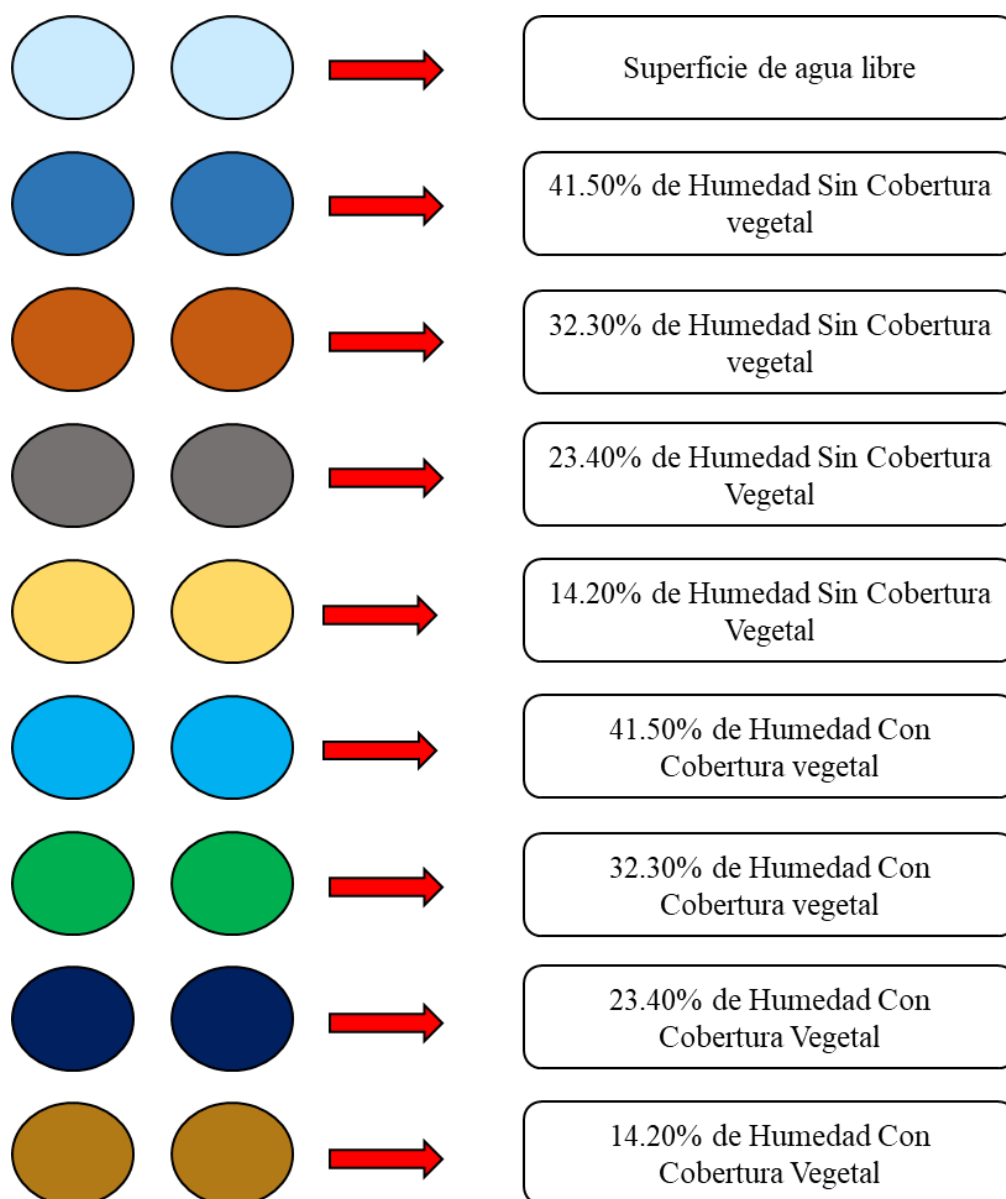 Superficie de agua libre
41.50% de Humedad Sin Cobertura
vegetal
32.30% de Humedad Sin Cobertura
vegetal
23.40% de Humedad Sin Cobertura
Vegetal
14.20% de Humedad Sin Cobertura
Vegetal
41.50% de Humedad Con
Cobertura vegetal
32.30% de Humedad Con
Cobertura vegetal
23.40% de Humedad Con
Cobertura Vegetal
14.20% de Humedad Con
Cobertura Vegetal